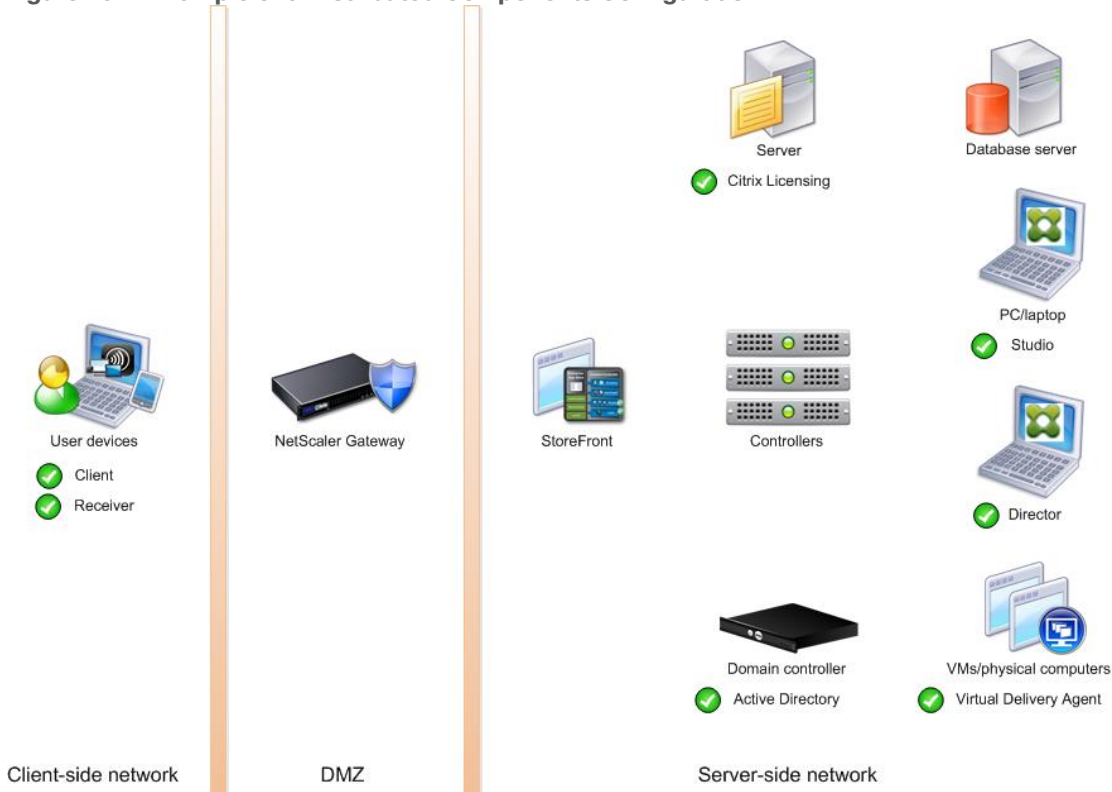 Server
Citrix Licensing
Database server
PC/laptop
Studio
User devices
Client
Receiver
NetScaler Gateway
StoreFront
Controllers
Director
Domain controller
Active Directory
VMs/physical computers
Virtual Delivery Agent
Client-side network
DMZ
Server-side network